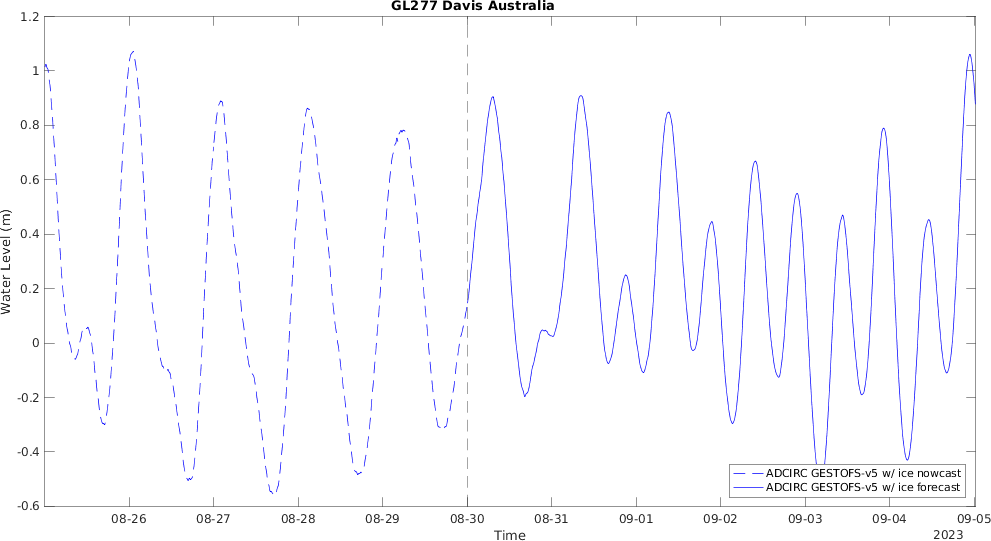 GL277 Davis Australia
1.2
1
0.8
0.6
0.4
0.2
0
-0.2
-0.4
-0.6
Water Level (m)
ADCIRC GESTOFS-v5 w/ ice nowcast
ADCIRC GESTOFS-v5 w/ ice forecast
08-26 08-27 08-28 08-29 08-30 08-31 09-01 09-02 09-03 09-04 09-05
Time
2023